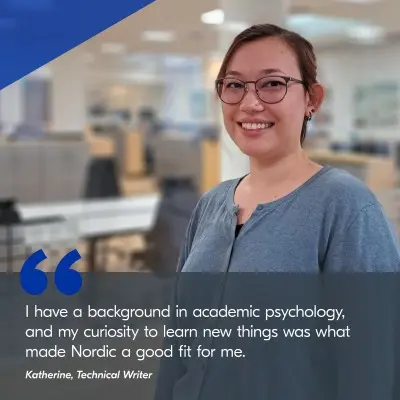 “
I have a background in academic psychology,
and my curiosity to learn new things was what
made Nordic a good fit for me.
Katherine, Technical Writer